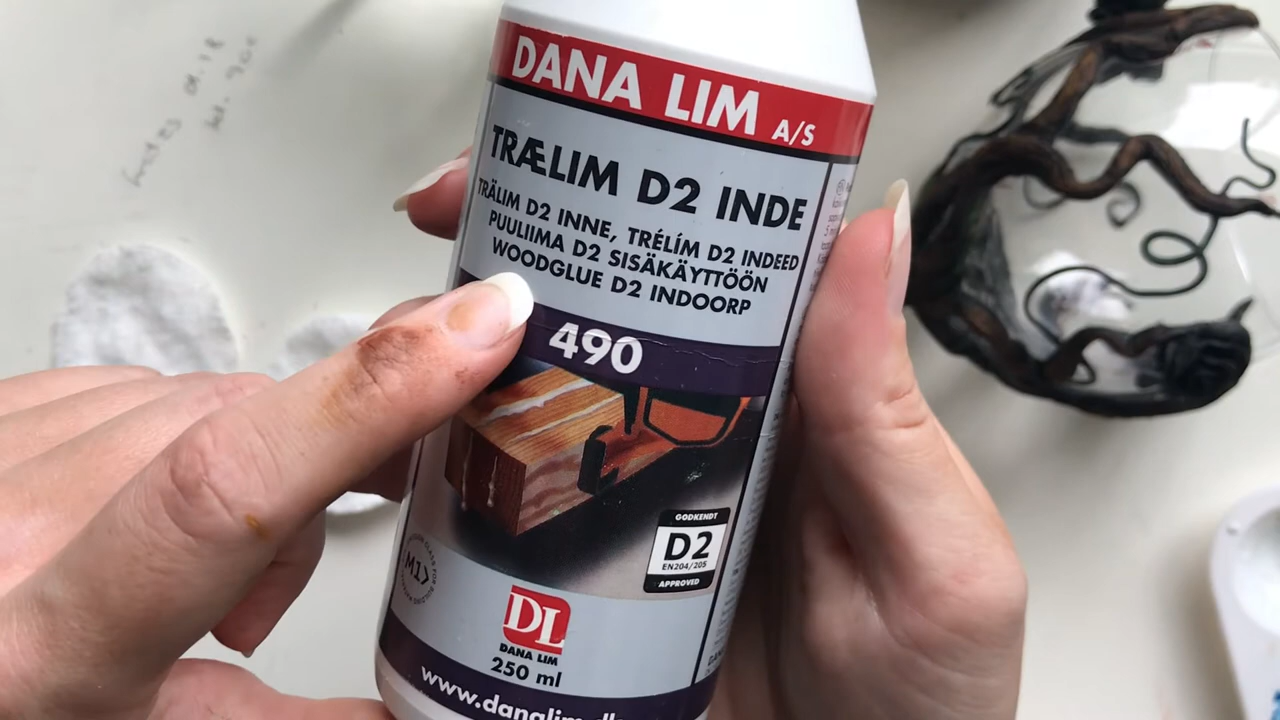 DANA LIM A/S
TRÆLIM D2 INDE
TRÄLIM D2 INNE, TRÉLÍM D2 INDEED
PUULIIMA D2 SISÄKÄYTTÖÖN
WOODGLUE D2 INDOORP
490
GODKENDT
D2
EN204/205
APPROVED
M1
DL
DANA LIM
250 ml
www.danalim.d